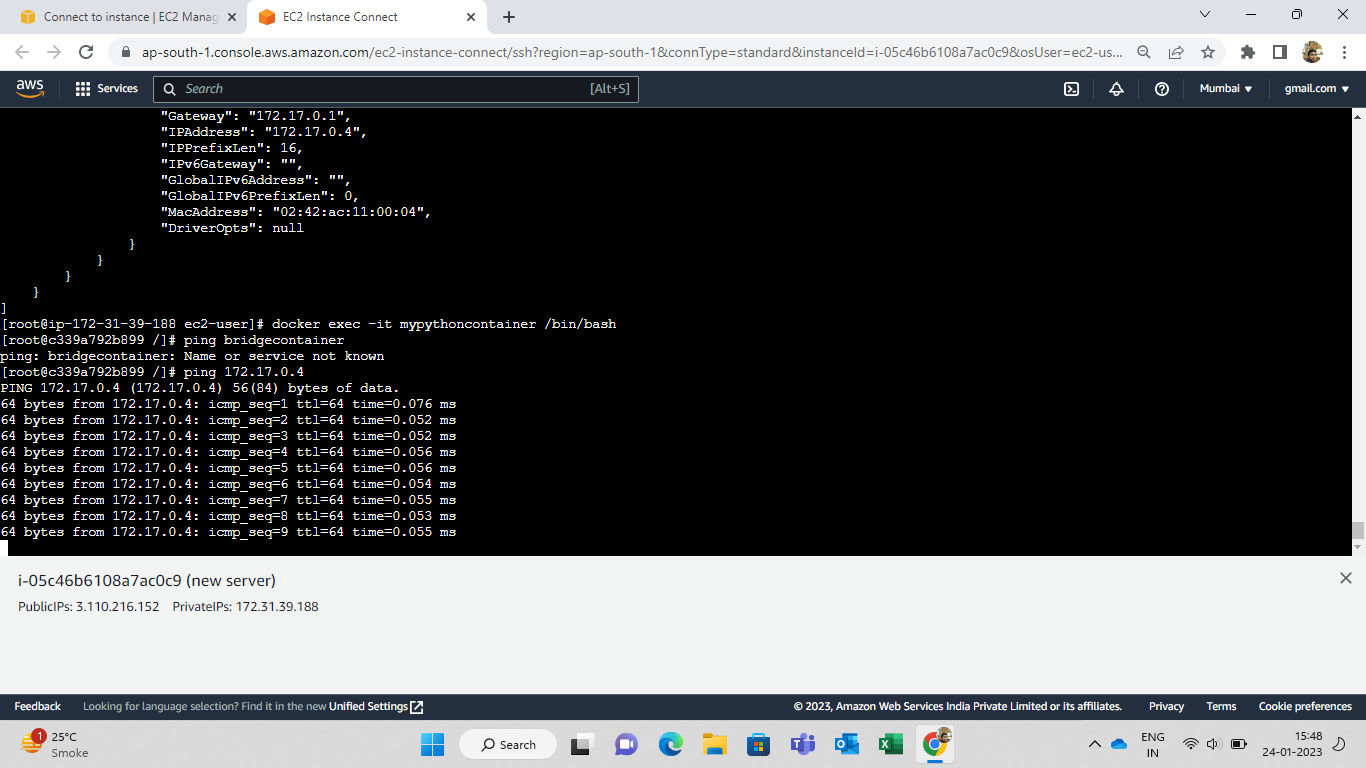 Connect to instance | EC2 Manag
EC2 Instance Connect
ap-south-1.console.aws.amazon.com/ec2-instance-connect/ssh?region=ap-south-1&connType=standard&instanceId=i-05c46b6108a7ac0c9&osUser=ec2-us...
aws
Services
Search
[Alt+S]
Mumbai
gmail.com
"Gateway": "172.17.0.1",
"IPAddress": "172.17.0.4",
"IPPrefixLen": 16,
"IPv6Gateway": "",
"GlobalIPv6Address": "",
"GlobalIPv6PrefixLen": 0,
"MacAddress": "02:42:ac:11:00:04",
"DriverOpts": null
}
}
}
}
]
[root@ip-172-31-39-188 ec2-user]# docker exec -it mypythoncontainer /bin/bash
[root@c339a792b899 /]# ping bridgecontainer
ping: bridgecontainer: Name or service not known
[root@c339a792b899 /]# ping 172.17.0.4
PING 172.17.0.4 (172.17.0.4) 56(84) bytes of data.
64 bytes from 172.17.0.4: icmp_seq=1 ttl=64 time=0.076 ms
64 bytes from 172.17.0.4: icmp_seq=2 ttl=64 time=0.052 ms
64 bytes from 172.17.0.4: icmp_seq=3 ttl=64 time=0.052 ms
64 bytes from 172.17.0.4: icmp_seq=4 ttl=64 time=0.056 ms
64 bytes from 172.17.0.4: icmp_seq=5 ttl=64 time=0.056 ms
64 bytes from 172.17.0.4: icmp_seq=6 ttl=64 time=0.054 ms
64 bytes from 172.17.0.4: icmp_seq=7 ttl=64 time=0.055 ms
64 bytes from 172.17.0.4: icmp_seq=8 ttl=64 time=0.053 ms
64 bytes from 172.17.0.4: icmp_seq=9 ttl=64 time=0.055 ms
i-05c46b6108a7ac0c9 (new server)
PublicIPs: 3.110.216.152 PrivateIPs: 172.31.39.188
Feedback
Looking for language selection? Find it in the new Unified Settings
© 2023, Amazon Web Services India Private Limited or its affiliates.
Privacy
Terms
Cookie preferences
1
25°C
Smoke
Search
ENG
IN
15:48
24-01-2023